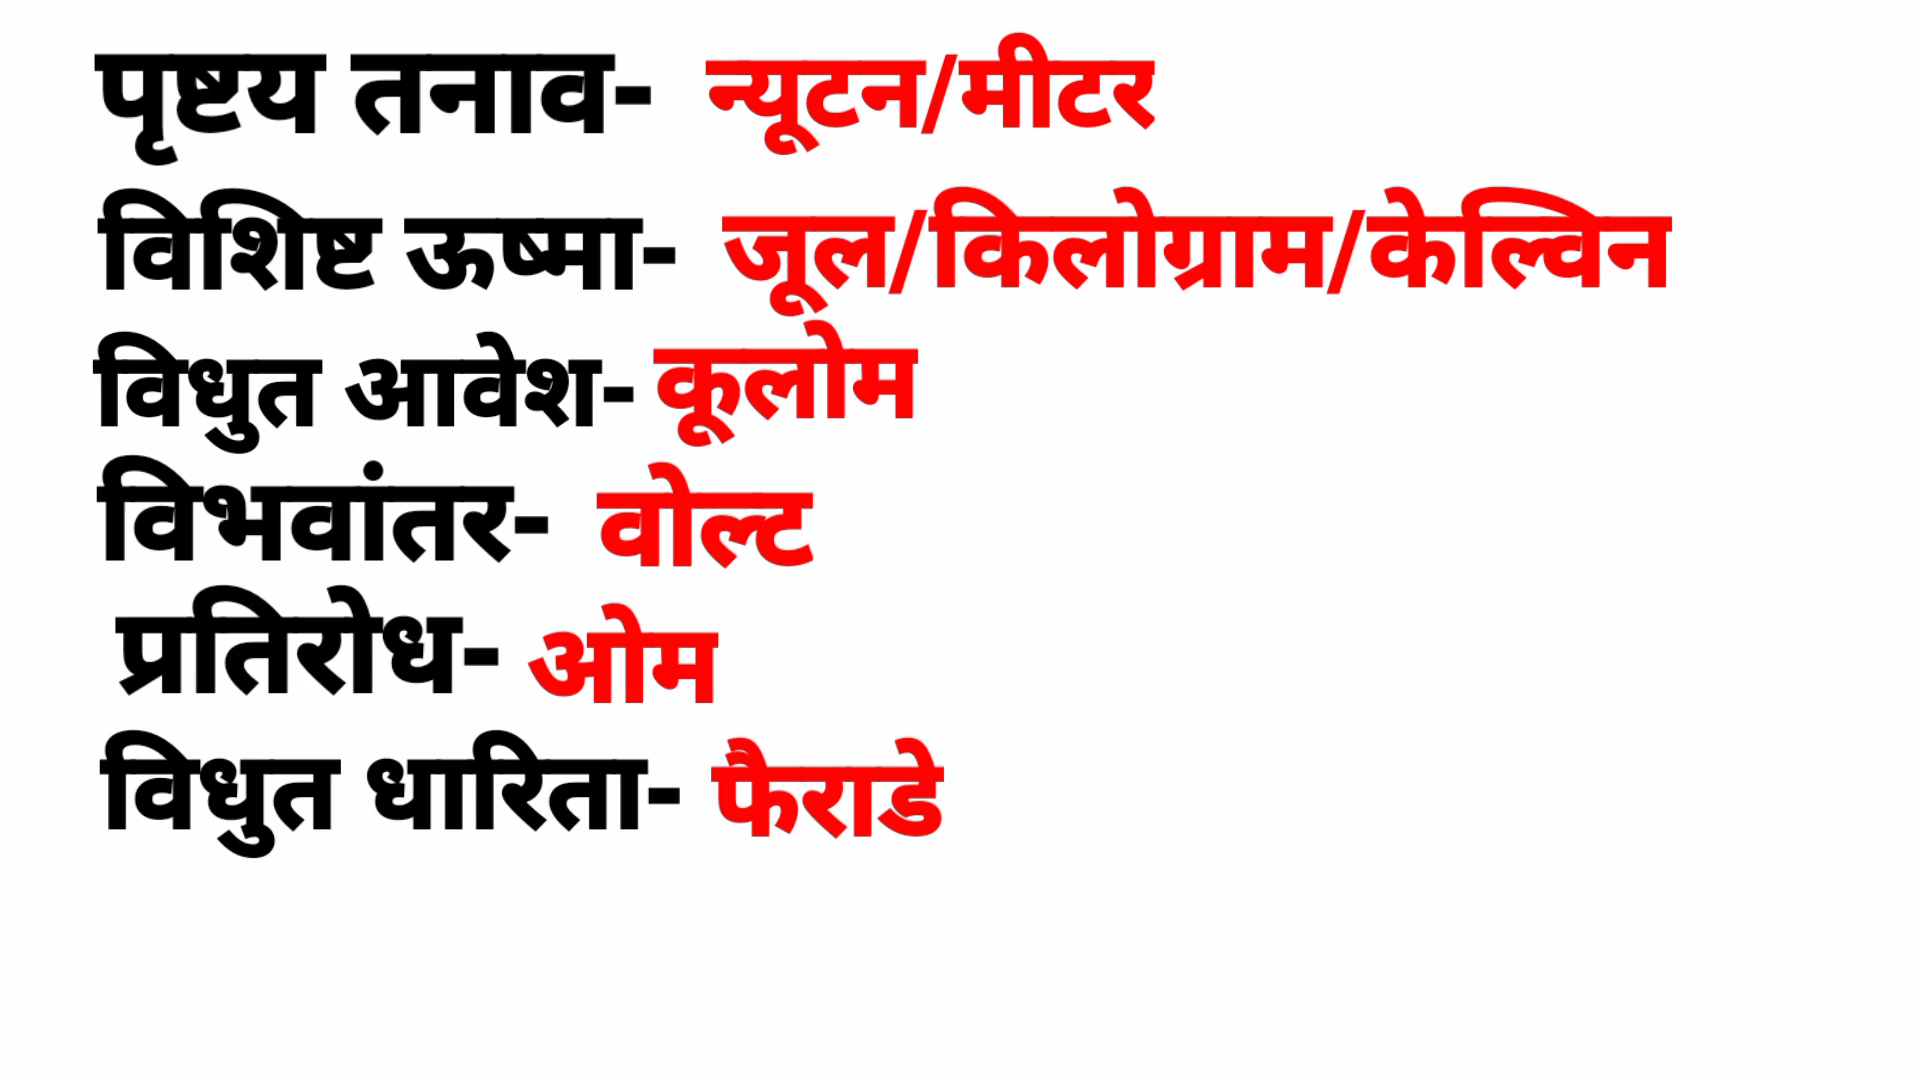 पृष्टय तनाव- न्यूटन/मीटर
विशिष्ट ऊष्मा- जूल/किलोग्राम/केल्विन
विधुत आवेश- कूलोम
विभवांतर- वोल्ट
प्रतिरोध- ओम
विधुत धारिता- फैराडे